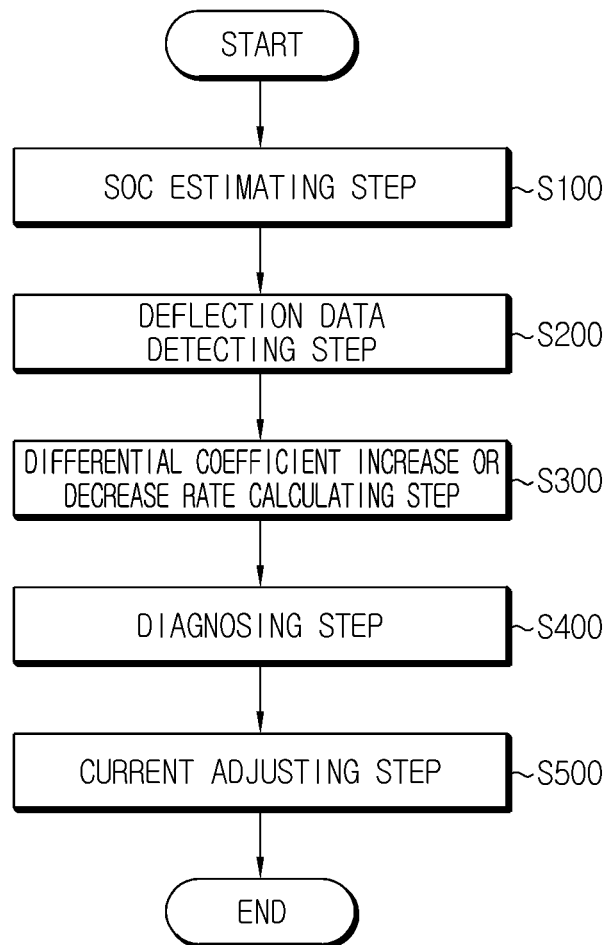 START
SOC ESTIMATING STEP
~S100
DEFLECTION DATA
DETECTING STEP
~S200
DIFFERENTIAL COEFFICIENT INCREASE OR
DECREASE RATE CALCULATING STEP
~S300
DIAGNOSING STEP
~S400
CURRENT ADJUSTING STEP
~S500
END